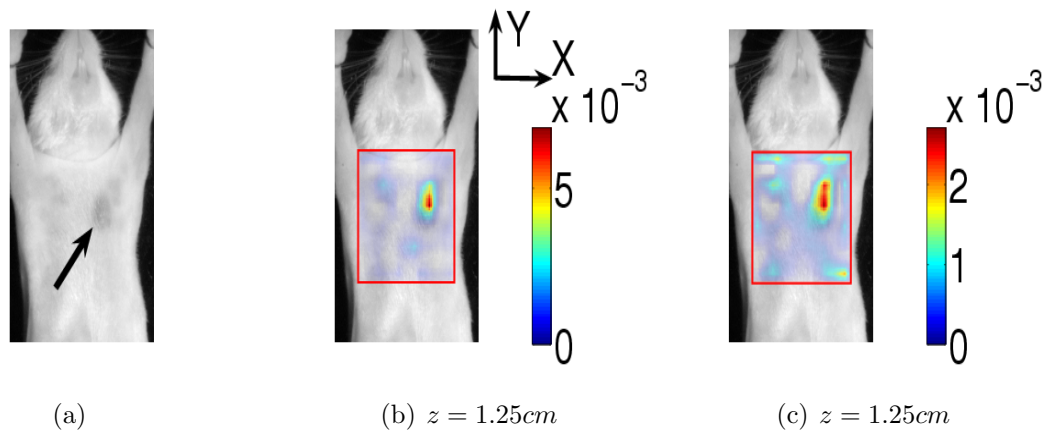 Y
X
x 10⁻³
5
0
x 10⁻³
2
1
0
(a)
(b) z = 1.25cm
(c) z = 1.25cm